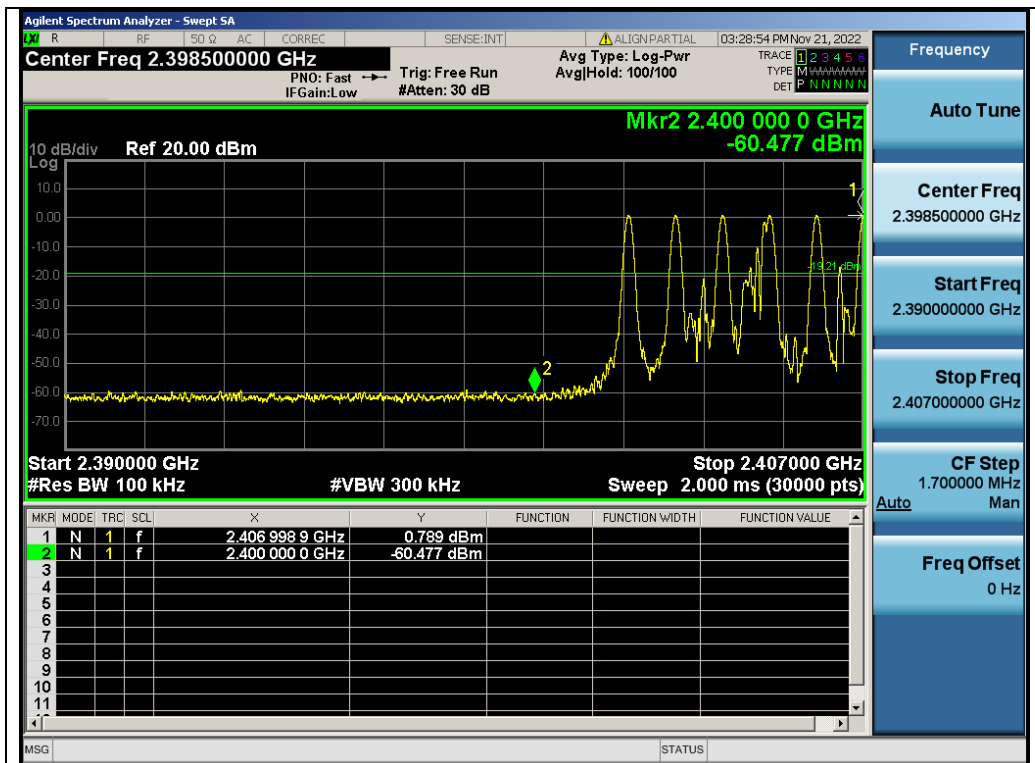 Agilent Spectrum Analyzer - Swept SA
LXI R RF 50 Ω AC CORREC SENSE:INT ALIGN PARTIAL 03:28:54 PM Nov 21, 2022
Center Freq 2.398500000 GHz
PNO: Fast
IFGain:Low
Trig: Free Run
#Atten: 30 dB
Avg Type: Log-Pwr
Avg|Hold: 100/100
TRACE 1 2 3 4 5 6
TYPE M
DET P N N N N N
Mkr2 2.400 000 0 GHz
-60.477 dBm
10 dB/div Ref 20.00 dBm
Log
10.0
0.00
-10.0
-20.0
-30.0
-40.0
-50.0
-60.0
-70.0
1
-19.21 dBm
2
Start 2.390000 GHz Stop 2.407000 GHz
#Res BW 100 kHz #VBW 300 kHz Sweep 2.000 ms (30000 pts)
MKR MODE TRC SCL X Y FUNCTION FUNCTION WIDTH FUNCTION VALUE
1 N 1 f 2.406 998 9 GHz 0.789 dBm
2 N 1 f 2.400 000 0 GHz -60.477 dBm
3
4
5
6
7
8
9
10
11
MSG STATUS
Frequency
Auto Tune
Center Freq
2.398500000 GHz
Start Freq
2.390000000 GHz
Stop Freq
2.407000000 GHz
CF Step
1.700000 MHz
Auto Man
Freq Offset
0 Hz